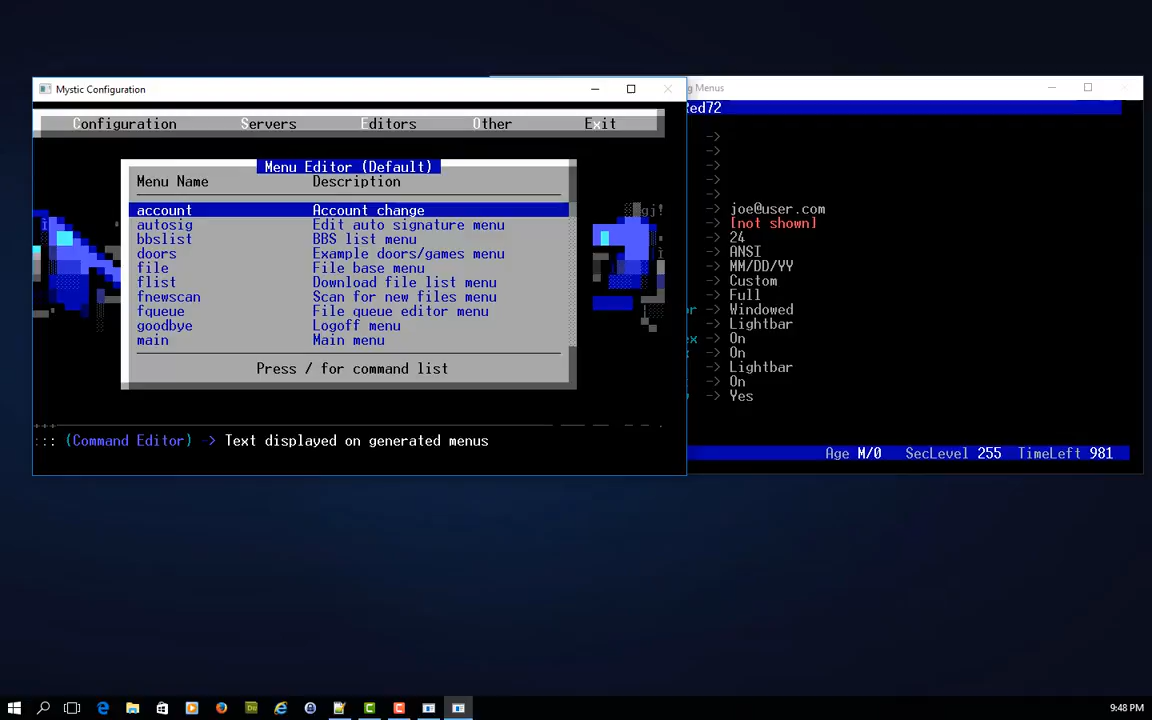 Mystic Configuration
g Menus
Configuration Servers Editors Other Exit
Red72
Menu Editor (Default)
Menu Name Description
account Account change
autosig Edit auto signature menu
bbslist BBS list menu
doors Example doors/games menu
file File base menu
flist Download file list menu
fnewscan Scan for new files menu
fqueue File queue editor menu
goodbye Logoff menu
main Main menu
Press / for command list
gj!
::: (Command Editor) -> Text displayed on generated menus
->
->
->
->
->
-> joe@user.com
-> [not shown]
-> 24
-> ANSI
-> MM/DD/YY
-> Custom
-> Full
or -> Windowed
-> Lightbar
ex -> On
-> On
-> Lightbar
-> On
-> Yes
Age M/0 SecLevel 255 TimeLeft 981
9:48 PM